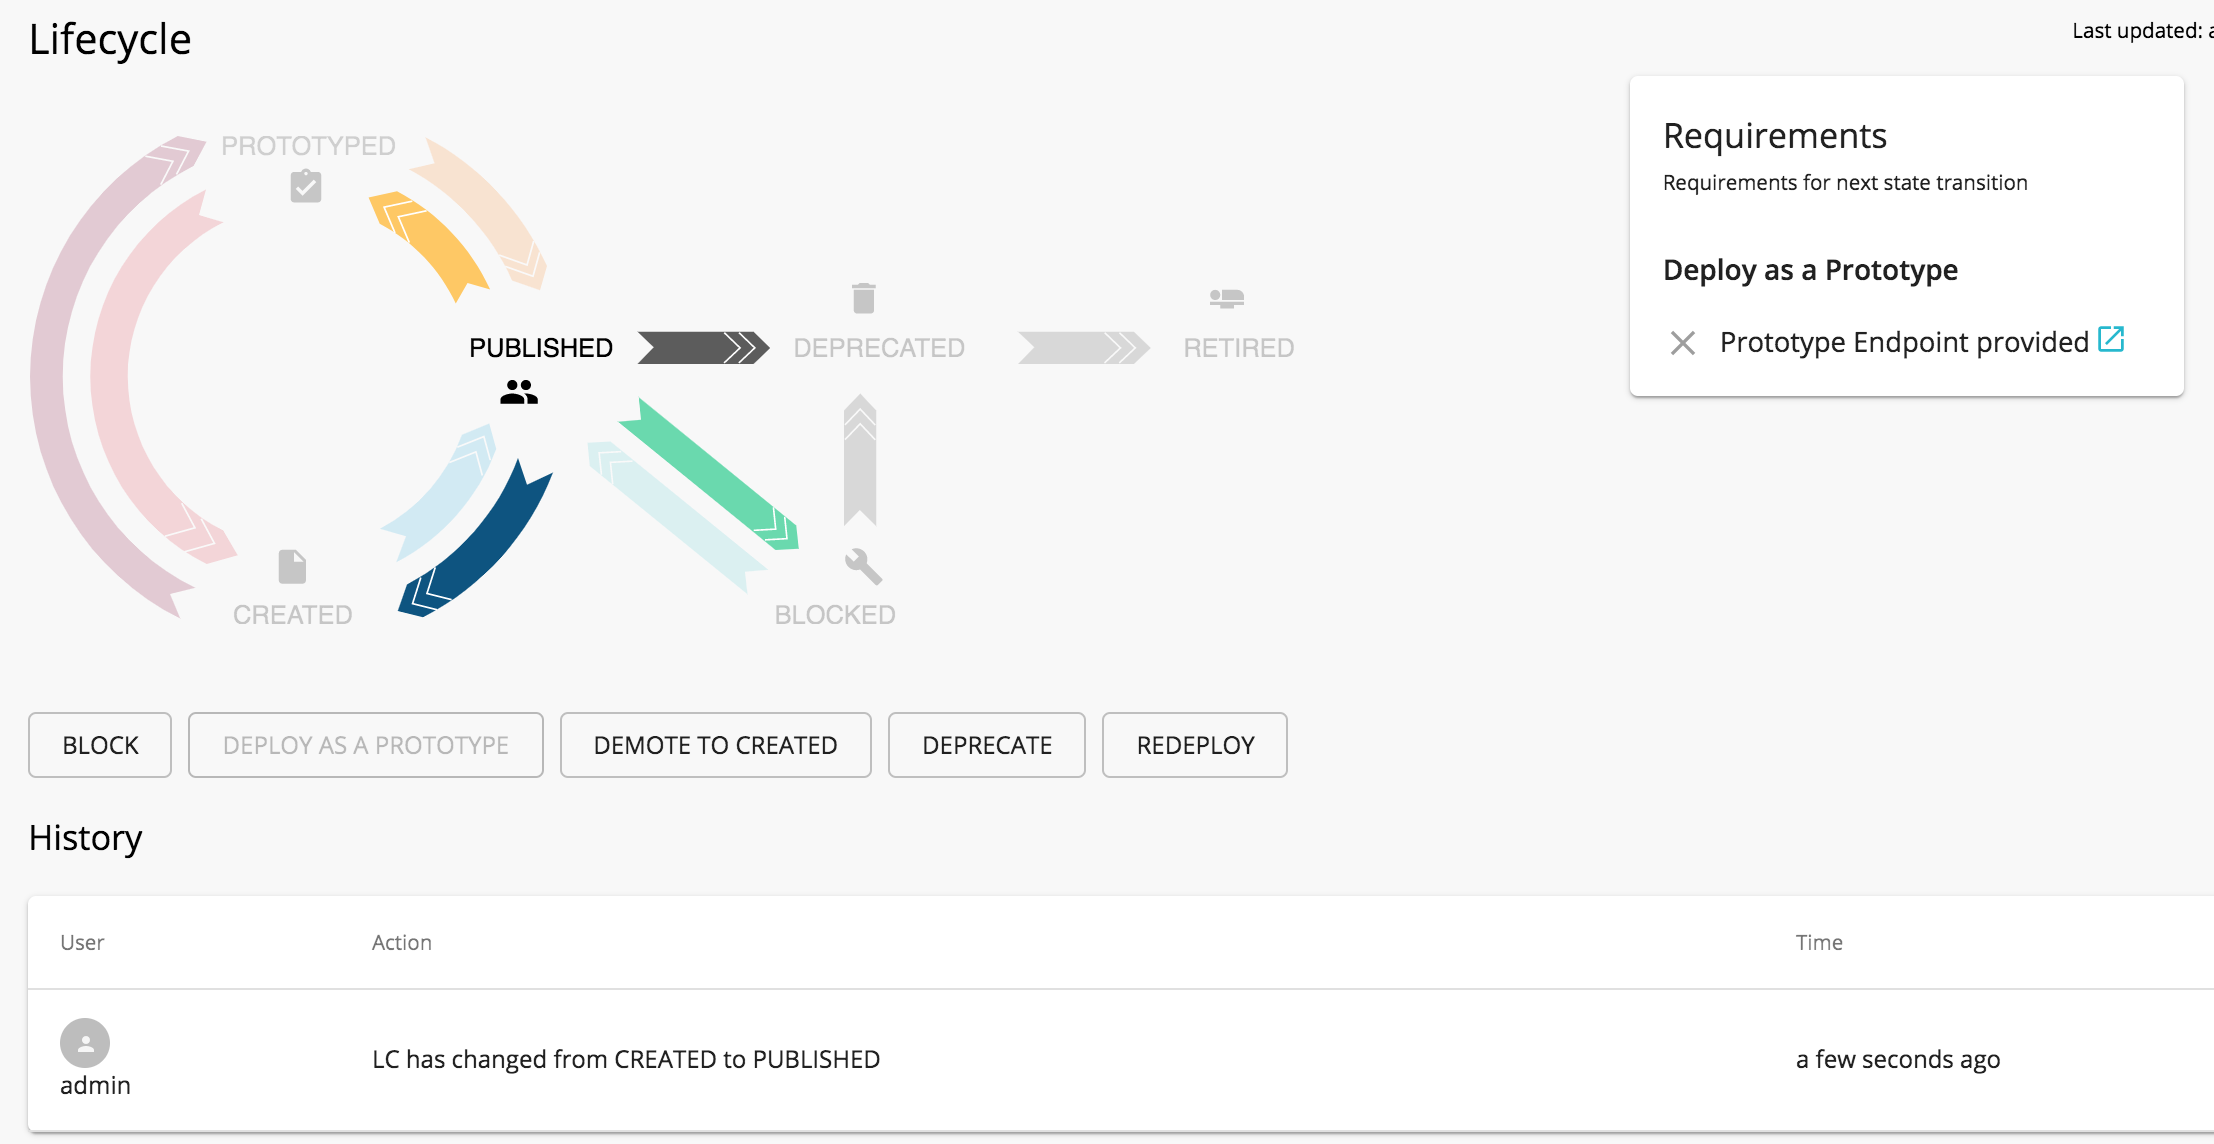 Lifecycle
Last updated:
PROTOTYPED
PUBLISHED
DEPRECATED
RETIRED
CREATED
BLOCKED
Requirements
Requirements for next state transition
Deploy as a Prototype
Prototype Endpoint provided
BLOCK
DEPLOY AS A PROTOTYPE
DEMOTE TO CREATED
DEPRECATE
REDEPLOY
History
User
Action
Time
admin
LC has changed from CREATED to PUBLISHED
a few seconds ago